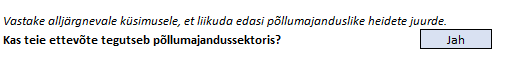 Vastake alljärgnevale küsimusele, et liikuda edasi põllumajanduslike heidete juurde.
Kas teie ettevõte tegutseb põllumajandussektoris? Jah